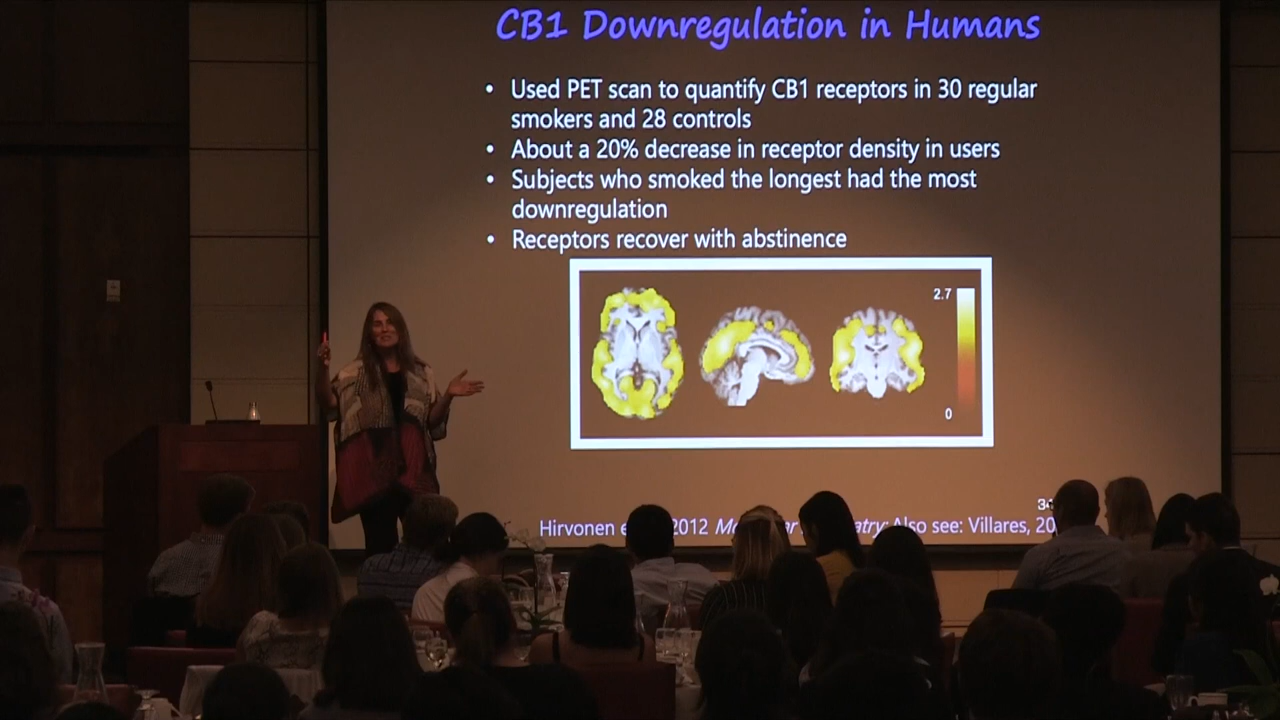 CB1 Downregulation in Humans
• Used PET scan to quantify CB1 receptors in 30 regular
smokers and 28 controls
• About a 20% decrease in receptor density in users
• Subjects who smoked the longest had the most
downregulation
• Receptors recover with abstinence
2.7
0
Hirvonen 2012 Also see: Villares,